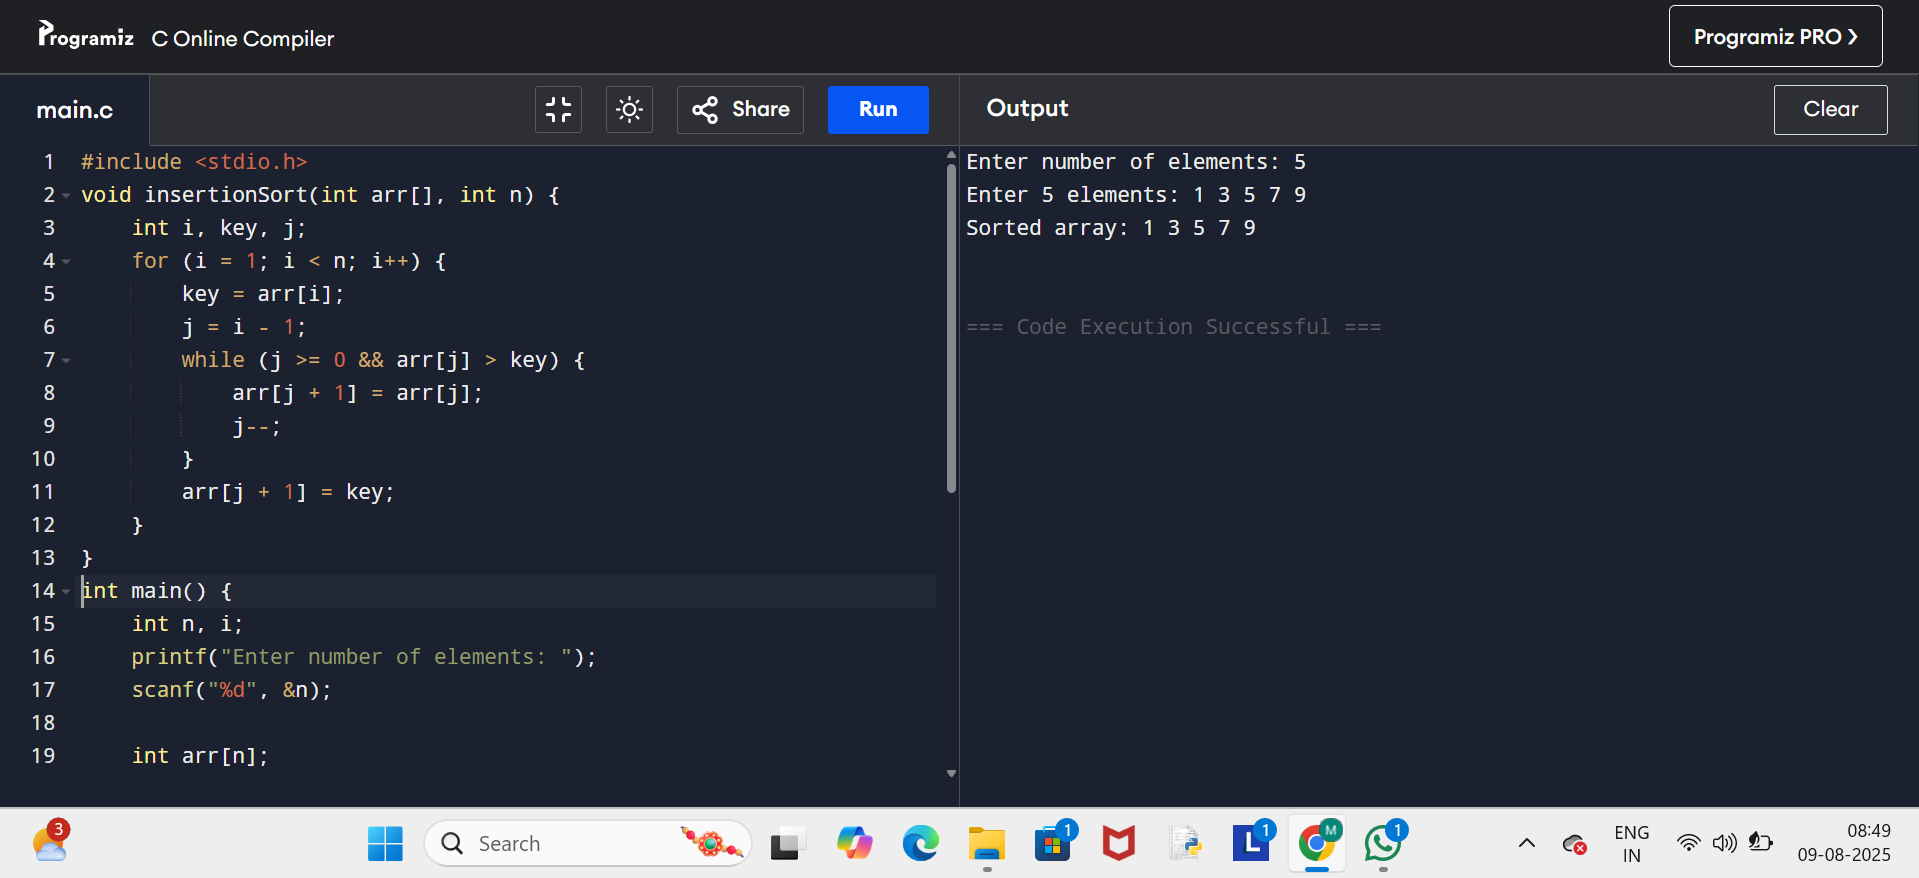 Programiz C Online Compiler
Programiz PRO >
main.c
Share
Run
Output
Clear
1 #include <stdio.h>
2 void insertionSort(int arr[], int n) {
3     int i, key, j;
4     for (i = 1; i < n; i++) {
5         key = arr[i];
6         j = i - 1;
7         while (j >= 0 && arr[j] > key) {
8             arr[j + 1] = arr[j];
9             j--;
10         }
11         arr[j + 1] = key;
12     }
13 }
14 int main() {
15     int n, i;
16     printf("Enter number of elements: ");
17     scanf("%d", &n);
18
19     int arr[n];
Enter number of elements: 5
Enter 5 elements: 1 3 5 7 9
Sorted array: 1 3 5 7 9
=== Code Execution Successful ===
3
Search
1
L
1
M
1
ENG
IN
08:49
09-08-2025